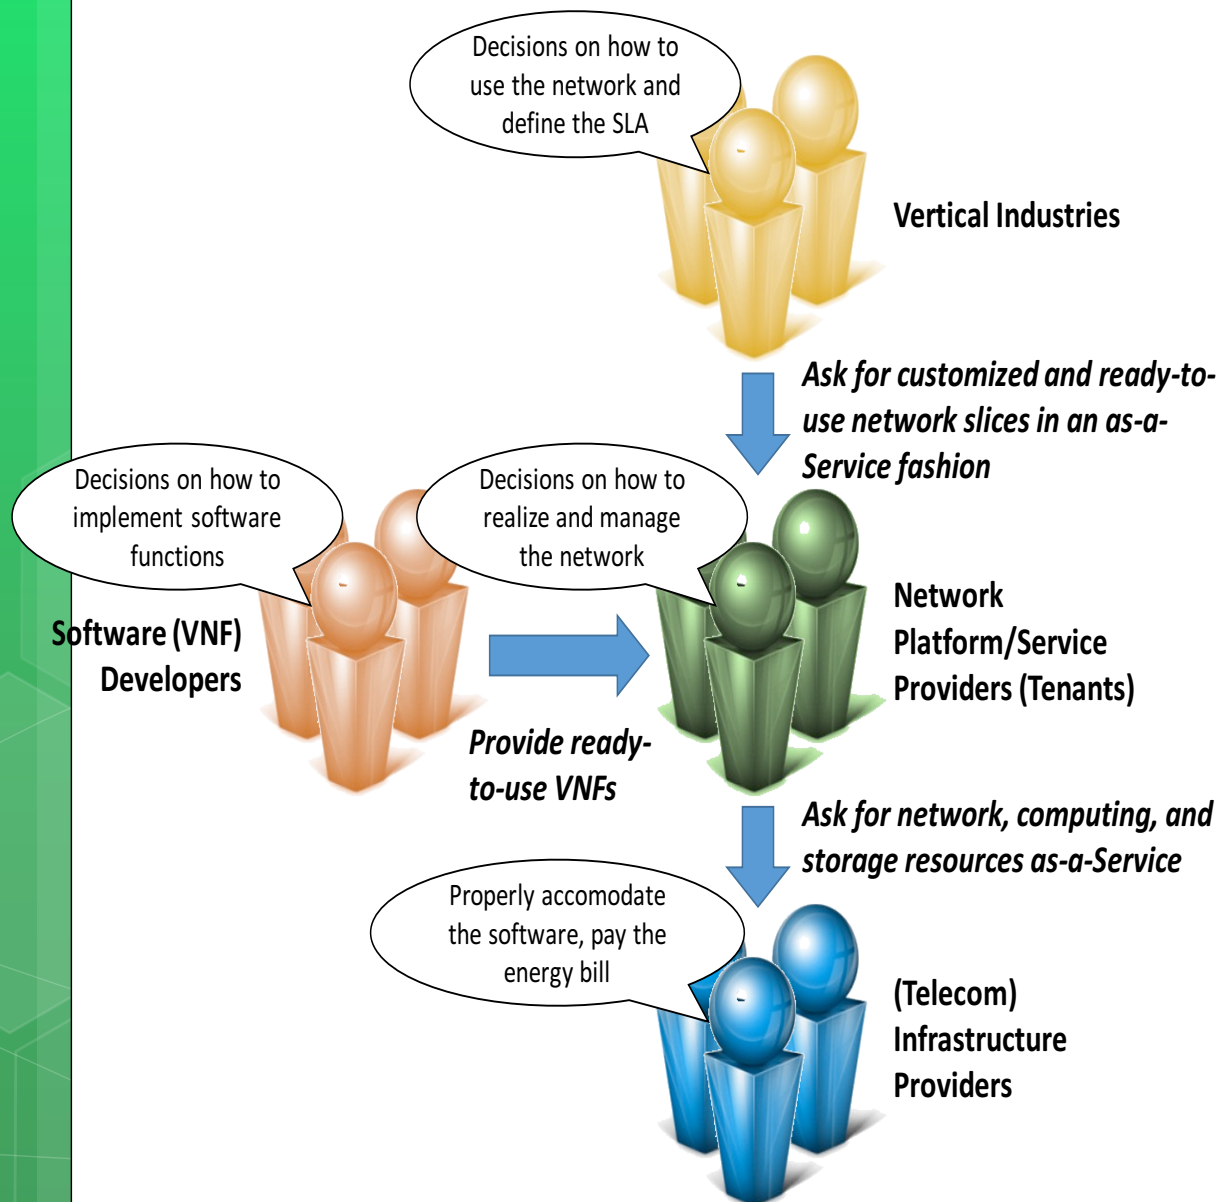 Decisions on how to
use the network and
define the SLA
Vertical Industries
Ask for customized and ready-to-
use network slices in an as-a-
Service fashion
Decisions on how to
implement software
functions
Decisions on how to
realize and manage
the network
Software (VNF)
Developers
Network
Platform/Service
Providers (Tenants)
Provide ready-
to-use VNFs
Ask for network, computing, and
storage resources as-a-Service
Properly accomodate
the software, pay the
energy bill
(Telecom)
Infrastructure
Providers